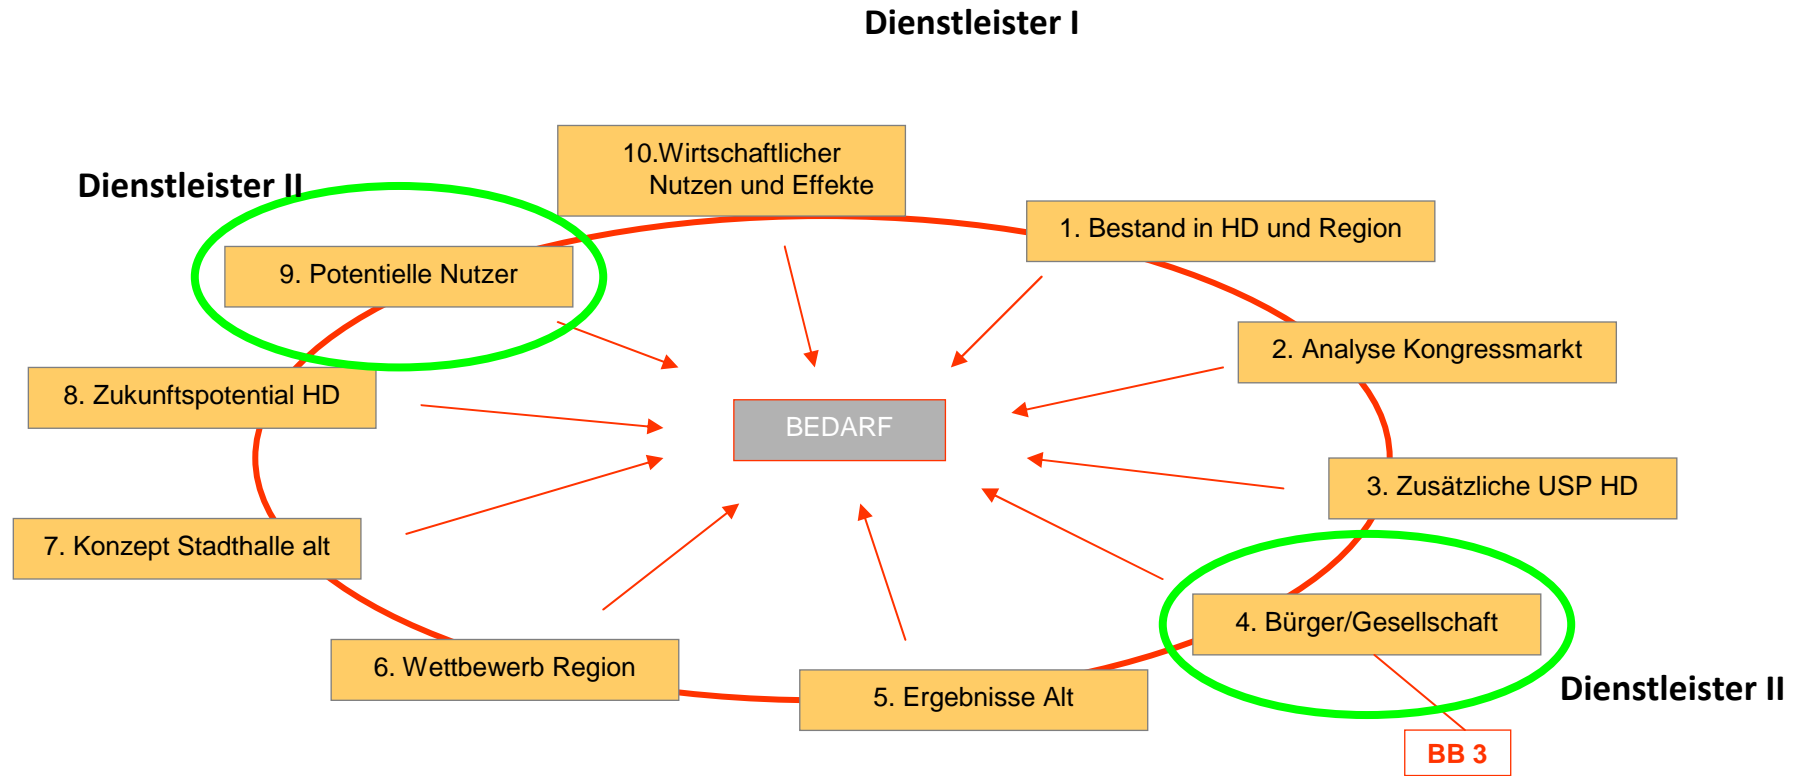 Dienstleister I
10.Wirtschaftlicher
Nutzen und Effekte
Dienstleister II
1. Bestand in HD und Region
9. Potentielle Nutzer
2. Analyse Kongressmarkt
8. Zukunftspotential HD
BEDARF
3. Zusätzliche USP HD
7. Konzept Stadthalle alt
4. Bürger/Gesellschaft
6. Wettbewerb Region
5. Ergebnisse Alt
Dienstleister II
BB 3